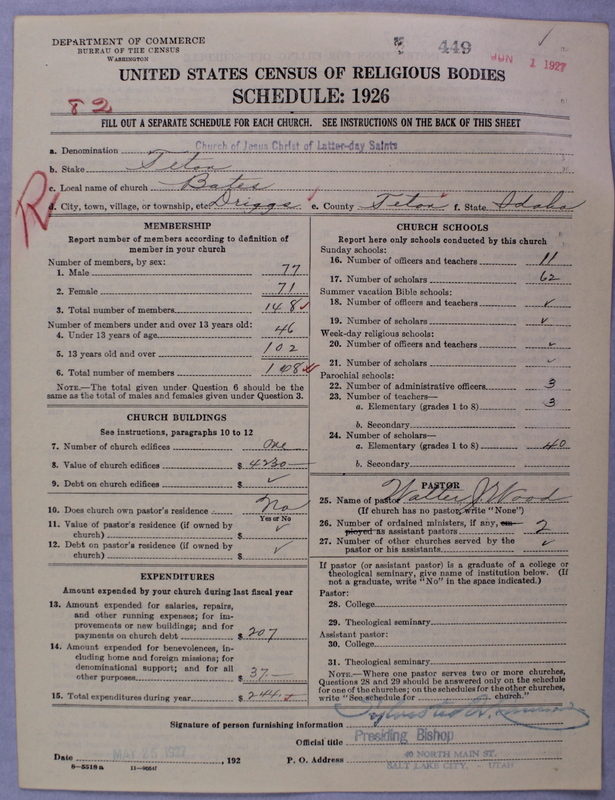 DEPARTMENT OF COMMERCE
BUREAU OF THE CENSUS
WASHINGTON
449
JUN 1 1927
UNITED STATES CENSUS OF RELIGIOUS BODIES
SCHEDULE: 1926
82
FILL OUT A SEPARATE SCHEDULE FOR EACH CHURCH. SEE INSTRUCTIONS ON THE BACK OF THIS SHEET
a. Denomination Church of Jesus Christ of Latter-day Saints
b. Stake Teton
c. Local name of church Bates
R
d. City, town, village, or township, etc. Driggs e. County Teton f. State Idaho
MEMBERSHIP
Report number of members according to definition of
member in your church
Number of members, by sex:
1. Male 77
2. Female 71
3. Total number of members 148
Number of members under and over 13 years old:
4. Under 13 years of age 46
5. 13 years old and over 102
6. Total number of members 148
NOTE.—The total given under Question 6 should be
same as the total of males and females given under Question 3.
CHURCH BUILDINGS
See instructions, paragraphs 10 to 12
7. Number of church edifices one
8. Value of church edifices $ 4230
9. Debt on church edifices $ ✓
10. Does church own pastor's residence No
Yes or No
11. Value of pastor's residence (if owned by
church) $ ✓
12. Debt on pastor's residence (if owned by
church) $ ✓
EXPENDITURES
Amount expended by your church during last fiscal year
13. Amount expended for salaries, repairs,
and other running expenses; for im-
provements or new buildings; and for
payments on church debt $ 207
14. Amount expended for benevolences, in-
cluding home and foreign missions; for
denominational support; and for all
other purposes $ 37
15. Total expenditures during year $ 244
CHURCH SCHOOLS
Report here only schools conducted by this church
Sunday schools:
16. Number of officers and teachers 11
17. Number of scholars 62
Summer vacation Bible schools:
18. Number of officers and teachers ✓
19. Number of scholars ✓
Week-day religious schools:
20. Number of officers and teachers ✓
21. Number of scholars ✓
Parochial schools:
22. Number of administrative officers 3
23. Number of teachers—
a. Elementary (grades 1 to 8) 3
b. Secondary
24. Number of scholars—
a. Elementary (grades 1 to 8) 40
b. Secondary
PASTOR
25. Name of pastor Walter J. Wood
(If church has no pastor, write "None")
26. Number of ordained ministers, if any, em-
ployed as assistant pastors 2
27. Number of other churches served by the
pastor or his assistants ✓
If pastor (or assistant pastor) is a graduate of a college or
theological seminary, give name of institution below. (If
not a graduate, write "No" in the space indicated.)
Pastor:
28. College
29. Theological seminary
Assistant pastor:
30. College
31. Theological seminary
NOTE.—Where one pastor serves two or more churches,
Questions 28 and 29 should be answered only on the schedule
for one of the churches; on the schedules for the other churches,
write "See schedule for church."
Signature of person furnishing information Sylvester Q. Cannon
Official title Presiding Bishop
Date MAY 25 1927, 192 P. O. Address 40 NORTH MAIN ST.
SALT LAKE CITY, UTAH
8-5518a 11-9664f